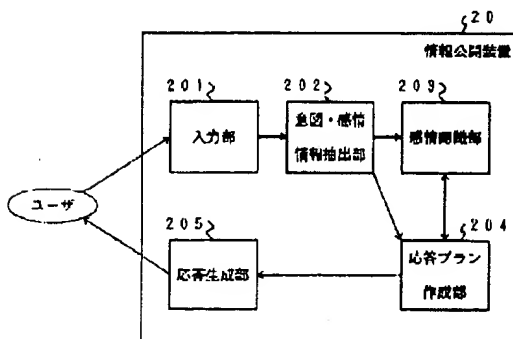 20
情報公開装置
201
202
203
入力部
意図・感情
情報抽出部
感情認識部
ユーザ
205
204
応答生成部
応答プラン
作成部